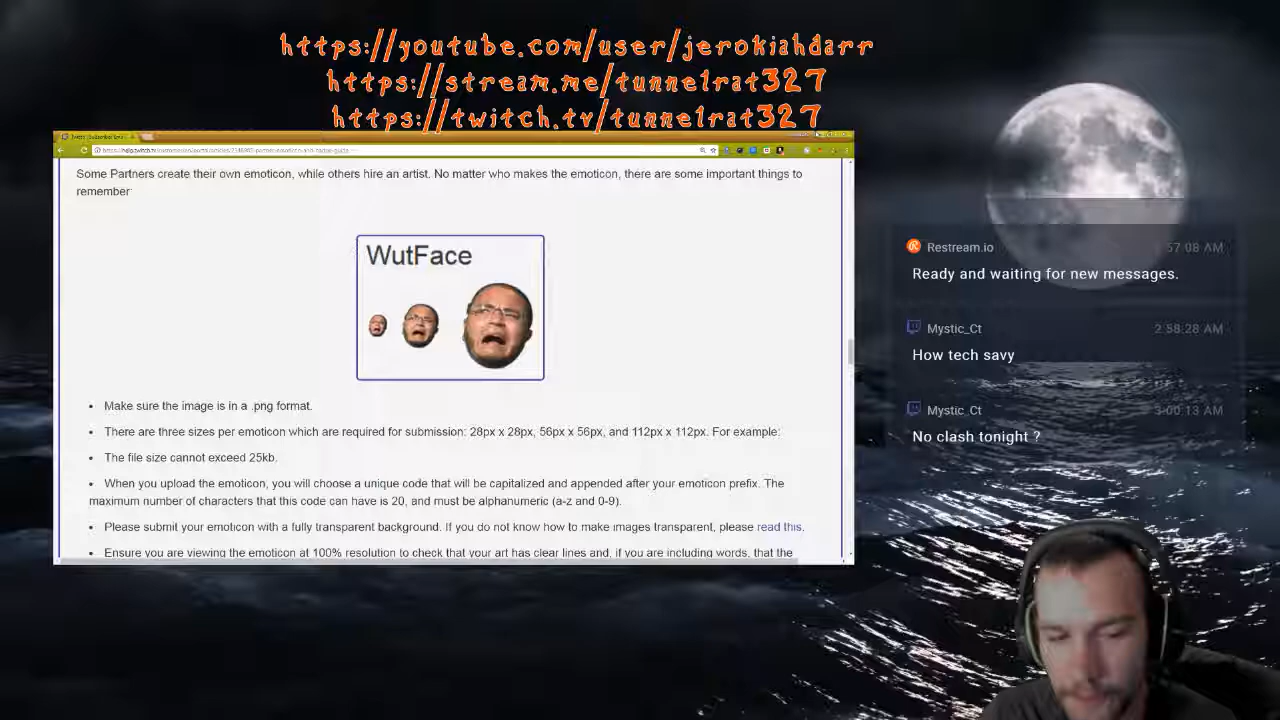 https://youtube.com/user/jerokiahdarr
https://stream.me/tunnelrat327
https://twitch.tv/tunnelrat327
Some Partners create their own emoticon, while others hire an artist. No matter who makes the emoticon, there are some important things to
remember
WutFace
• Make sure the image is in a .png format.
• There are three sizes per emoticon which are required for submission: 28px x 28px, 56px x 56px, and 112px x 112px. For example:
• The file size cannot exceed 25kb.
• When you upload the emoticon, you will choose a unique code that will be capitalized and appended after your emoticon prefix. The
maximum number of characters that this code can have is 20, and must be alphanumeric (a-z and 0-9).
• Please submit your emoticon with a fully transparent background. If you do not know how to make images transparent, please read this.
• Ensure you are viewing the emoticon at 100% resolution to check that your art has clear lines and, if you are including words, that the
Restream.io 57:08 AM
Ready and waiting for new messages.
Mystic_Ct 2:58:28 AM
How tech savy
Mystic_Ct 3:00:13 AM
No clash tonight ?